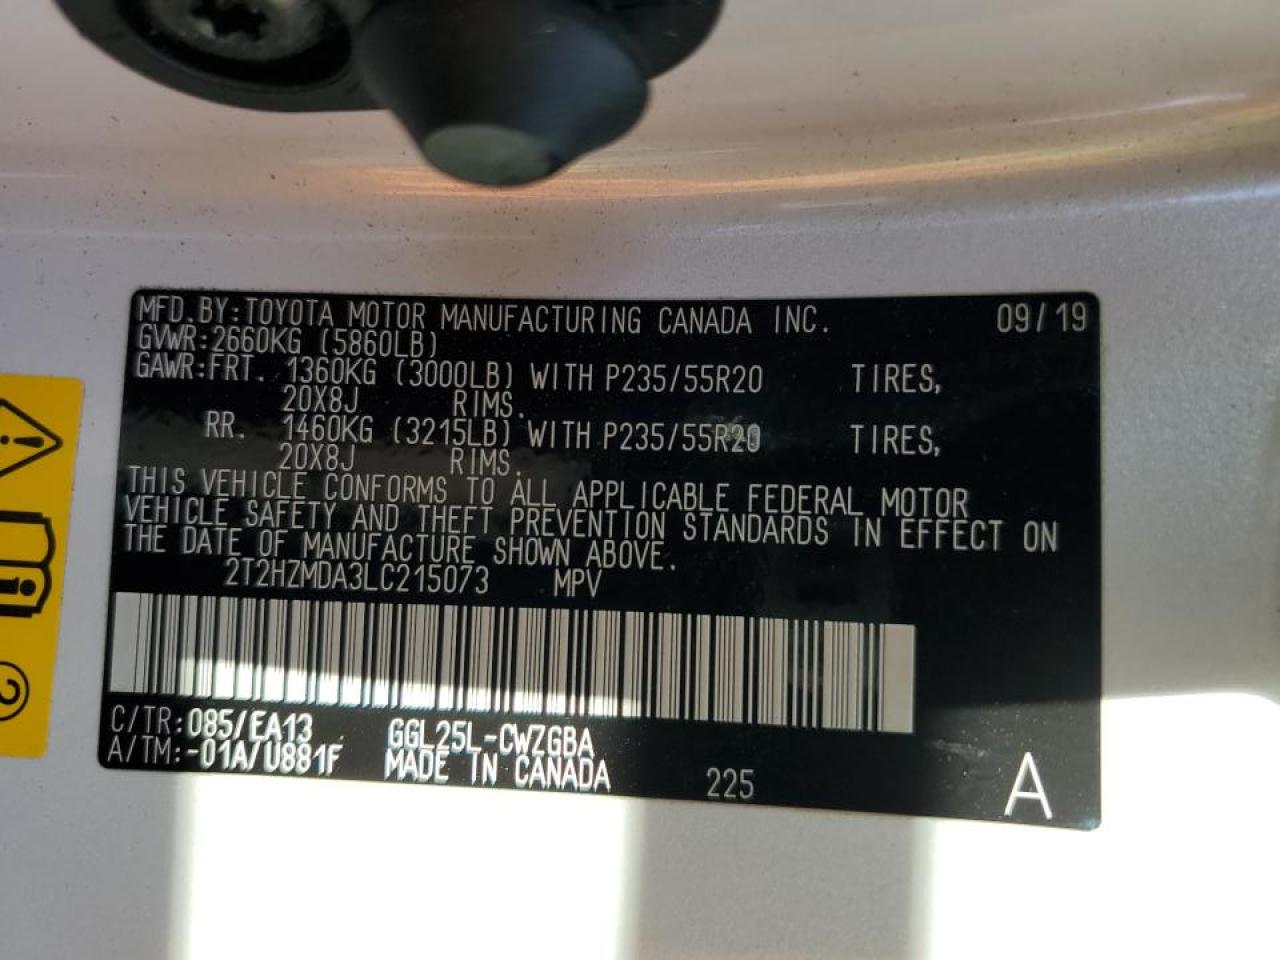 MFD.BY:TOYOTA MOTOR MANUFACTURING CANADA INC. 09/19
GVWR:2660KG (5860LB)
GAWR:FRT. 1360KG (3000LB) WITH P235/55R20 TIRES,
20X8J RIMS.
RR. 1460KG (3215LB) WITH P235/55R20 TIRES,
20X8J RIMS.
THIS VEHICLE CONFORMS TO ALL APPLICABLE FEDERAL MOTOR
VEHICLE SAFETY AND THEFT PREVENTION STANDARDS IN EFFECT ON
THE DATE OF MANUFACTURE SHOWN ABOVE.
2T2HZMDA3LC215073 MPV
C/TR:085/EA13 GGL25L-CWZGBA
A/TM:-01A/U881F MADE IN CANADA 225 A
2